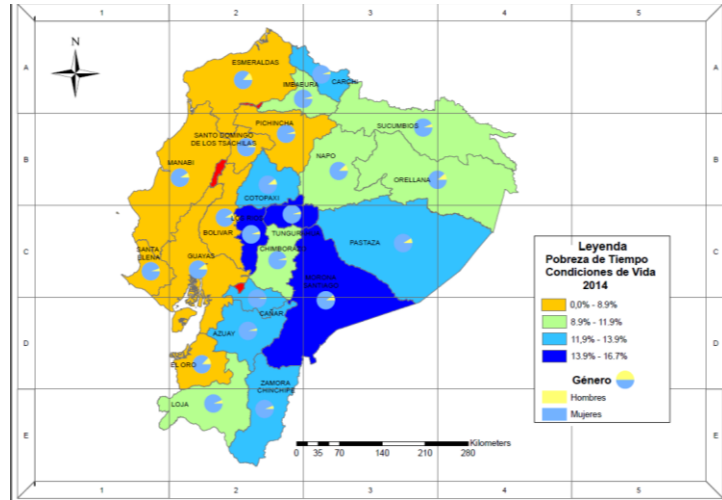 1 2 3 4 5
N
A A
ESMERALDAS
CARCHI
IMBABURA
PICHINCHA
SUCUMBIOS
SANTO DOMINGO
DE LOS TSACHILAS
B B
NAPO
MANABI
ORELLANA
COTOPAXI
BOLIVAR
TUNGURAHUA
PASTAZA
C C
SANTA
ELENA
GUAYAS
CHIMBORAZO
MORONA
SANTIAGO
CAÑAR
AZUAY
D D
EL ORO
ZAMORA
CHINCHIPE
LOJA
E E
Leyenda
Pobreza de Tiempo
Condiciones de Vida
2014
0,0% - 8.9%
8.9% - 11.9%
11,9% - 13.9%
13.9% - 16.7%
Género
Hombres
Mujeres
Kilometers
0 35 70 140 210 280
1 2 3 4 5